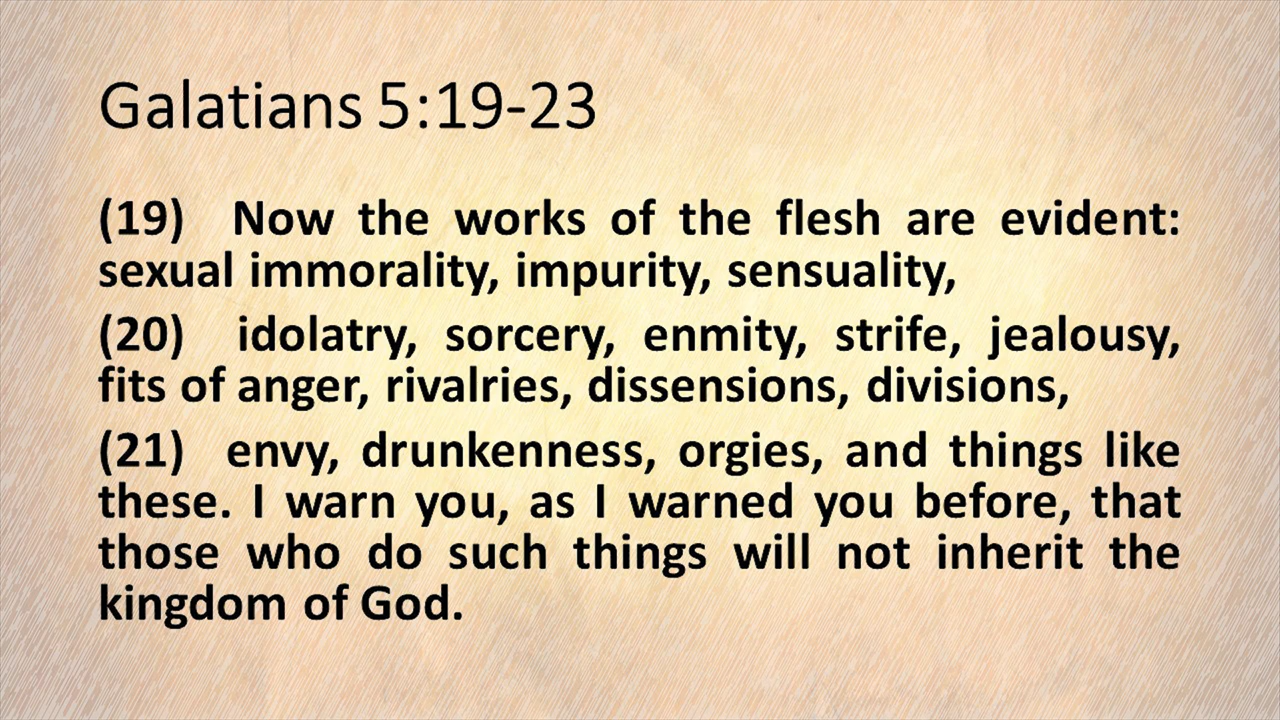 Galatians 5:19-23
(19) Now the works of the flesh are evident:
sexual immorality, impurity, sensuality,
(20) idolatry, sorcery, enmity, strife, jealousy,
fits of anger, rivalries, dissensions, divisions,
(21) envy, drunkenness, orgies, and things like
these. I warn you, as I warned you before, that
those who do such things will not inherit the
kingdom of God.